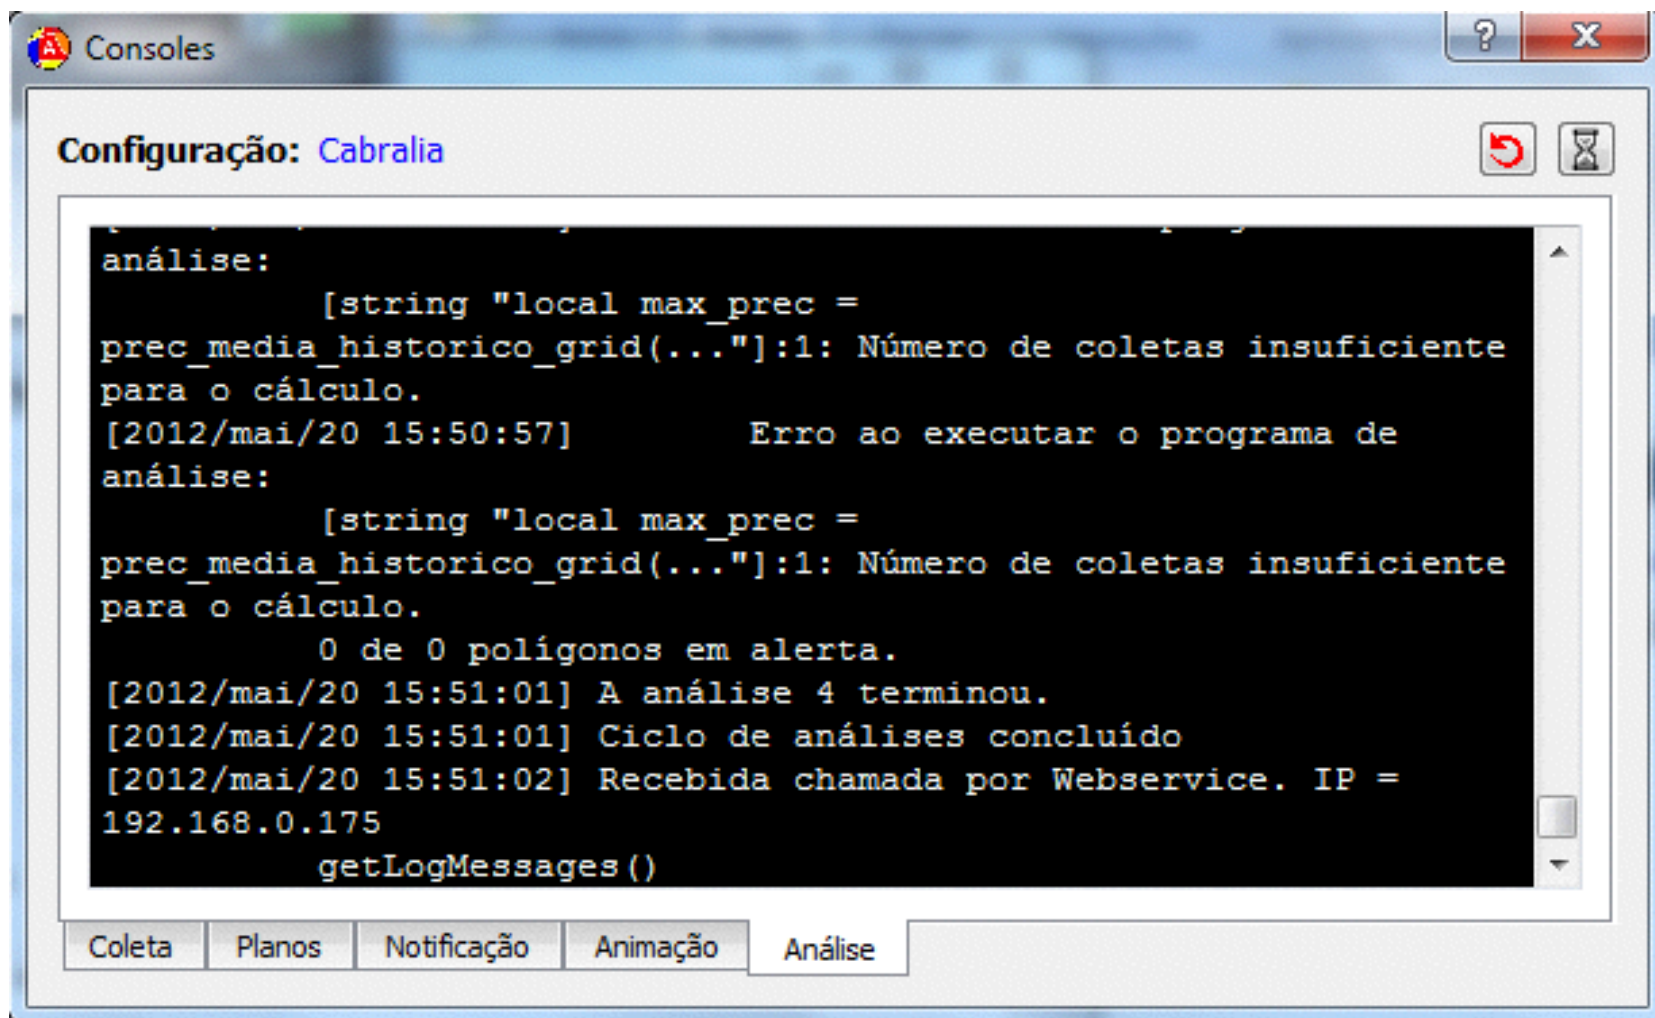 Consoles
Configuração: Cabralia
análise:
[string "local max_prec =
prec_media_historico_grid(..."]:1: Número de coletas insuficiente
para o cálculo.
[2012/mai/20 15:50:57] Erro ao executar o programa de
análise:
[string "local max_prec =
prec_media_historico_grid(..."]:1: Número de coletas insuficiente
para o cálculo.
0 de 0 polígonos em alerta.
[2012/mai/20 15:51:01] A análise 4 terminou.
[2012/mai/20 15:51:01] Ciclo de análises concluído
[2012/mai/20 15:51:02] Recebida chamada por Webservice. IP =
192.168.0.175
getLogMessages()
Coleta Planos Notificação Animação Análise